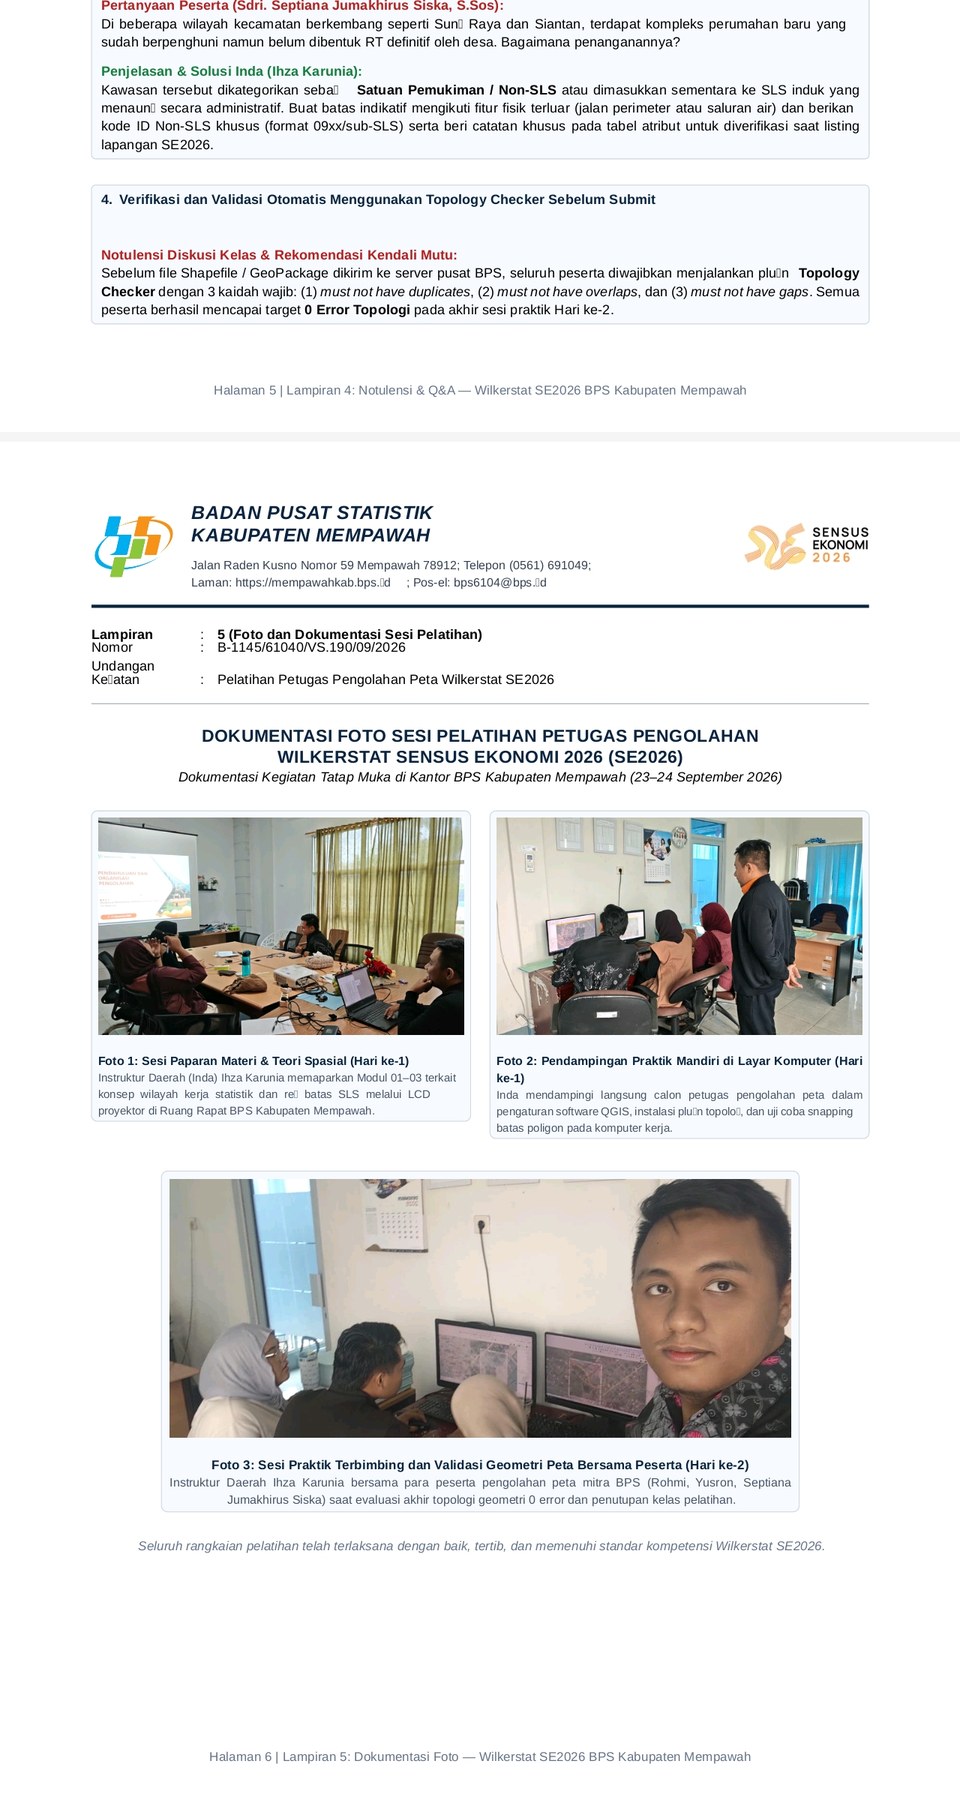 Pertanyaan Peserta (Sdri. Septiana Jumakhirus Siska, S.Sos):
Di beberapa wilayah kecamatan berkembang seperti Sun▯ Raya dan Siantan, terdapat kompleks perumahan baru yang
sudah berpenghuni namun belum dibentuk RT definitif oleh desa. Bagaimana penanganannya?
Penjelasan & Solusi Inda (Ihza Karunia):
Kawasan tersebut dikategorikan seba▯ Satuan Pemukiman / Non-SLS atau dimasukkan sementara ke SLS induk yang
menaun▯ secara administratif. Buat batas indikatif mengikuti fitur fisik terluar (jalan perimeter atau saluran air) dan berikan
kode ID Non-SLS khusus (format 09xx/sub-SLS) serta beri catatan khusus pada tabel atribut untuk diverifikasi saat listing
lapangan SE2026.
4. Verifikasi dan Validasi Otomatis Menggunakan Topology Checker Sebelum Submit
Notulensi Diskusi Kelas & Rekomendasi Kendali Mutu:
Sebelum file Shapefile / GeoPackage dikirim ke server pusat BPS, seluruh peserta diwajibkan menjalankan plu▯n Topology
Checker dengan 3 kaidah wajib: (1) must not have duplicates, (2) must not have overlaps, dan (3) must not have gaps. Semua
peserta berhasil mencapai target 0 Error Topologi pada akhir sesi praktik Hari ke-2.
Halaman 5 | Lampiran 4: Notulensi & Q&A — Wilkerstat SE2026 BPS Kabupaten Mempawah
BADAN PUSAT STATISTIK
KABUPATEN MEMPAWAH
Jalan Raden Kusno Nomor 59 Mempawah 78912; Telepon (0561) 691049;
Laman: https://mempawahkab.bps.▯d ; Pos-el: bps6104@bps.▯d
SENSUS
EKONOMI
2026
Lampiran : 5 (Foto dan Dokumentasi Sesi Pelatihan)
Nomor : B-1145/61040/VS.190/09/2026
Undangan
Ke▯atan : Pelatihan Petugas Pengolahan Peta Wilkerstat SE2026
DOKUMENTASI FOTO SESI PELATIHAN PETUGAS PENGOLAHAN
WILKERSTAT SENSUS EKONOMI 2026 (SE2026)
Dokumentasi Kegiatan Tatap Muka di Kantor BPS Kabupaten Mempawah (23–24 September 2026)
Foto 1: Sesi Paparan Materi & Teori Spasial (Hari ke-1)
Instruktur Daerah (Inda) Ihza Karunia memaparkan Modul 01–03 terkait
konsep wilayah kerja statistik dan re▯ batas SLS melalui LCD
proyektor di Ruang Rapat BPS Kabupaten Mempawah.
Foto 2: Pendampingan Praktik Mandiri di Layar Komputer (Hari
ke-1)
Inda mendampingi langsung calon petugas pengolahan peta dalam
pengaturan software QGIS, instalasi plu▯n topolo▯, dan uji coba snapping
batas poligon pada komputer kerja.
Foto 3: Sesi Praktik Terbimbing dan Validasi Geometri Peta Bersama Peserta (Hari ke-2)
Instruktur Daerah Ihza Karunia bersama para peserta pengolahan peta mitra BPS (Rohmi, Yusron, Septiana
Jumakhirus Siska) saat evaluasi akhir topologi geometri 0 error dan penutupan kelas pelatihan.
Seluruh rangkaian pelatihan telah terlaksana dengan baik, tertib, dan memenuhi standar kompetensi Wilkerstat SE2026.
Halaman 6 | Lampiran 5: Dokumentasi Foto — Wilkerstat SE2026 BPS Kabupaten Mempawah